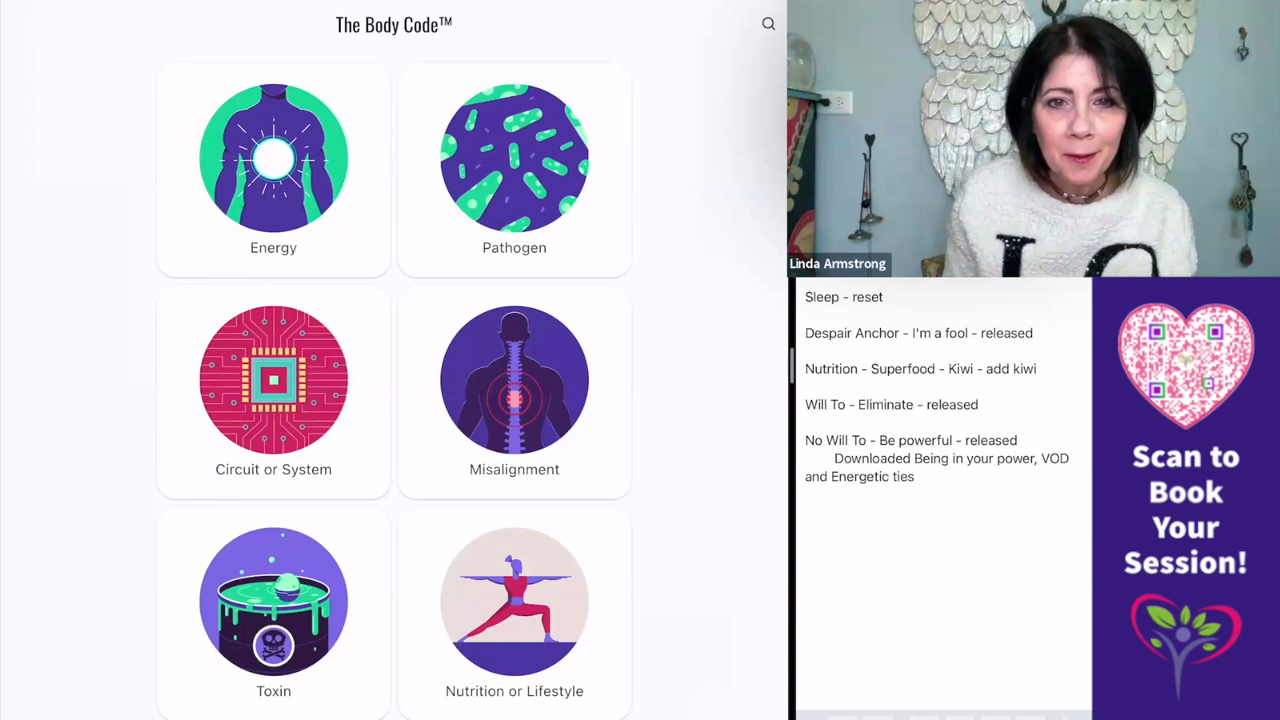 The Body Code™
Energy
Pathogen
Circuit or System
Misalignment
Toxin
Nutrition or Lifestyle
Linda Armstrong
Sleep - reset
Despair Anchor - I'm a fool - released
Nutrition - Superfood - Kiwi - add kiwi
Will To - Eliminate - released
No Will To - Be powerful - released
Downloaded Being in your power, VOD
and Energetic ties
Scan to
Book
Your
Session!